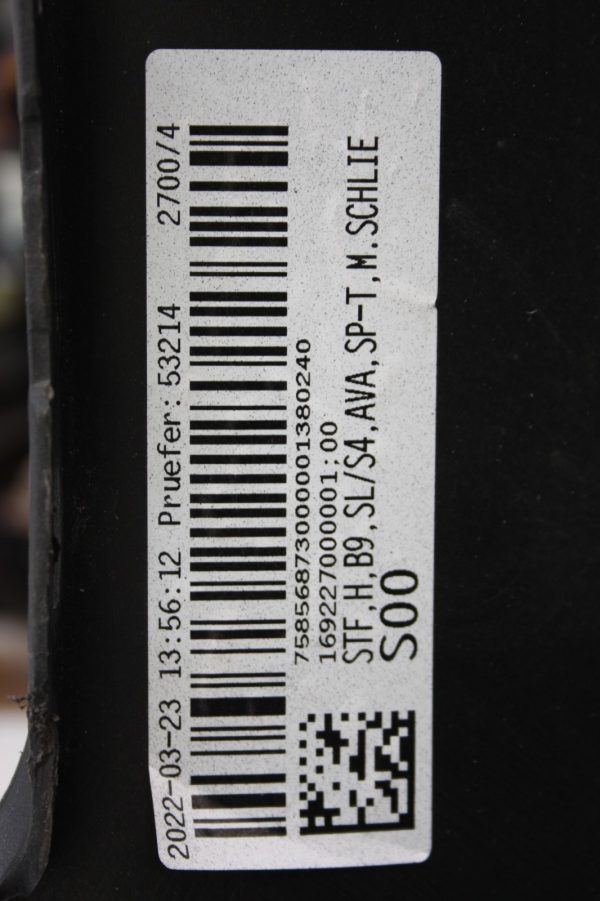 2022-03-23 13:56:12 Pruefer: 53214 2700/4
7585687300000001380240
169227000001;00
STF,H,B9,SL/S4,AVA,SP-T,M.SCHLIE
S00